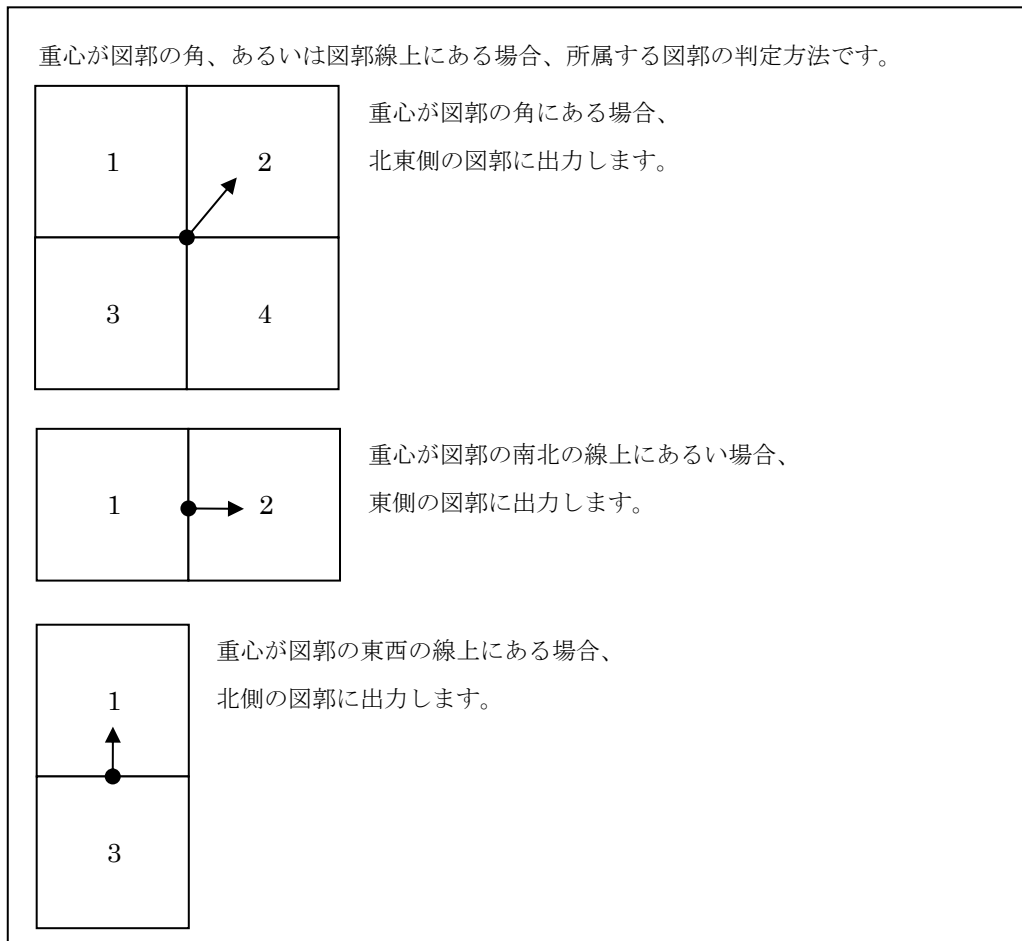 重心が図郭の角、あるいは図郭線上にある場合、所属する図郭の判定方法です。
重心が図郭の角にある場合、
北東側の図郭に出力します。
1
2
3
4
重心が図郭の南北の線上にあるい場合、
東側の図郭に出力します。
1
2
重心が図郭の東西の線上にある場合、
北側の図郭に出力します。
1
3